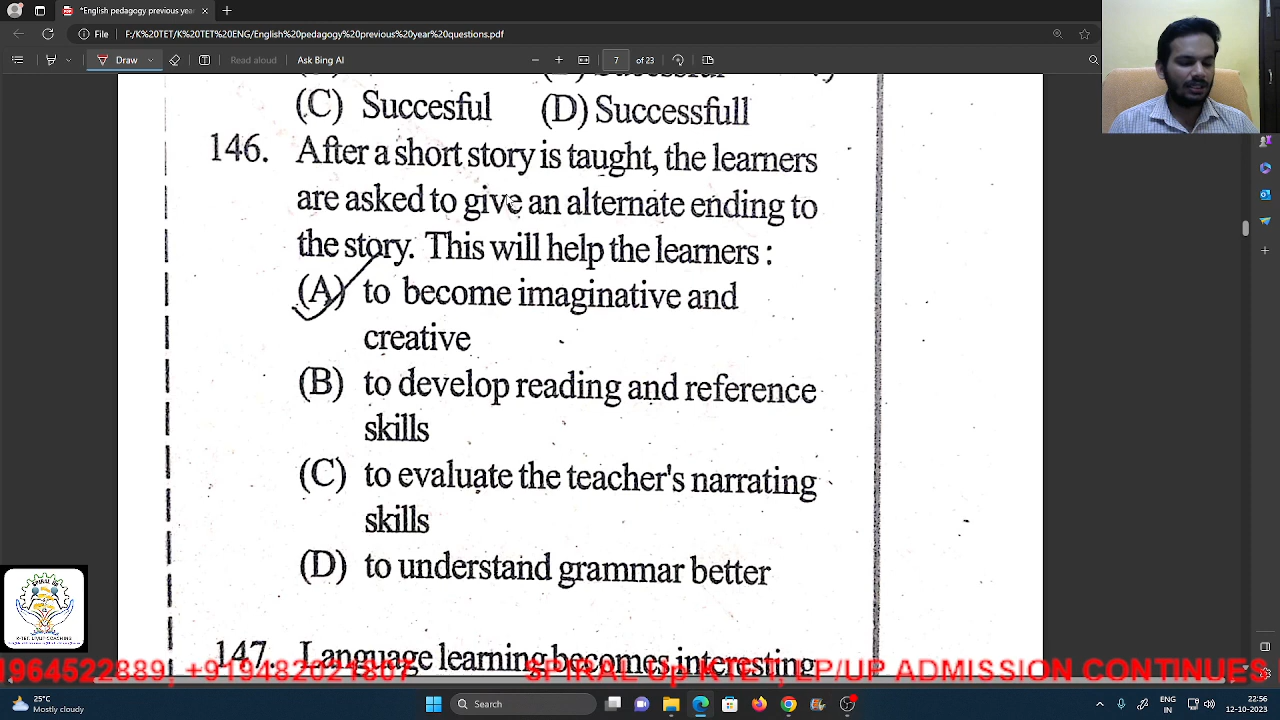 *English pedagogy previous year
File
F:/K%20TET/K%20TET%20ENG/English%20pedagogy%20previous%20year%20questions.pdf
Draw
Read aloud
Ask Bing AI
7
of 23
(C) Succesful (D) Successfull
146. After a short story is taught, the learners
are asked to give an alternate ending to
the story. This will help the learners :
(A) to become imaginative and
creative
(B) to develop reading and reference
skills
(C) to evaluate the teacher's narrating
skills
(D) to understand grammar better
147. Language learning becomes interesting
1964522889, +919482021807
SPIRAL Up KTET, LP/UP ADMISSION CONTINUES
25°C
Mostly cloudy
Search
ENG
IN
22:56
12-10-2023